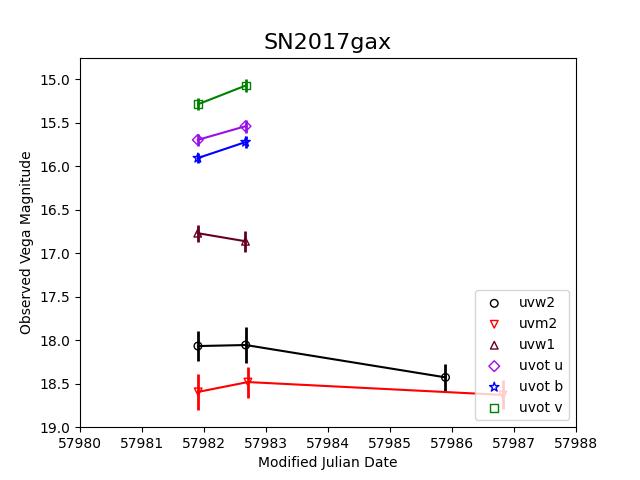 SN2017gax
Observed Vega Magnitude
15.0
15.5
16.0
16.5
17.0
17.5
18.0
18.5
19.0
57980 57981 57982 57983 57984 57985 57986 57987 57988
Modified Julian Date
uvw2
uvm2
uvw1
uvot u
uvot b
uvot v